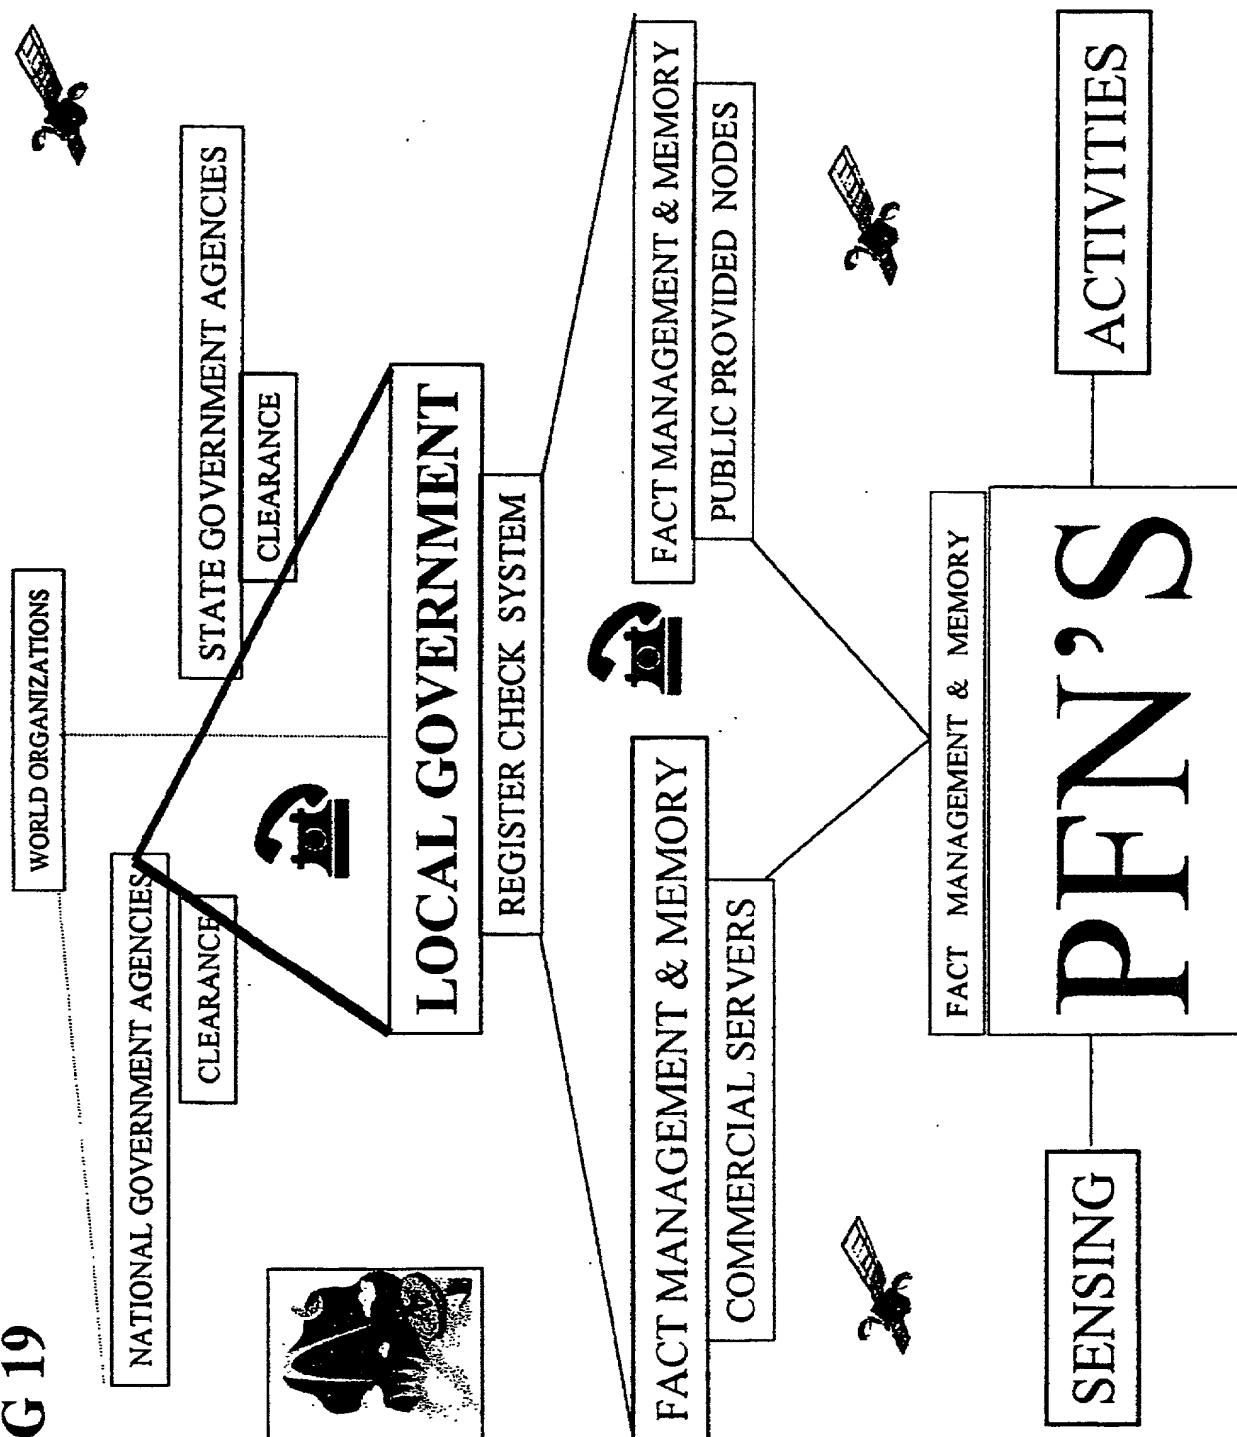 G 19
WORLD ORGANIZATIONS
NATIONAL GOVERNMENT AGENCIES
CLEARANCE
STATE GOVERNMENT AGENCIES
CLEARANCE
LOCAL GOVERNMENT
REGISTER CHECK SYSTEM
FACT MANAGEMENT & MEMORY
COMMERCIAL SERVERS
FACT MANAGEMENT & MEMORY
PUBLIC PROVIDED NODES
FACT MANAGEMENT & MEMORY
SENSING
PFN'S
ACTIVITIES